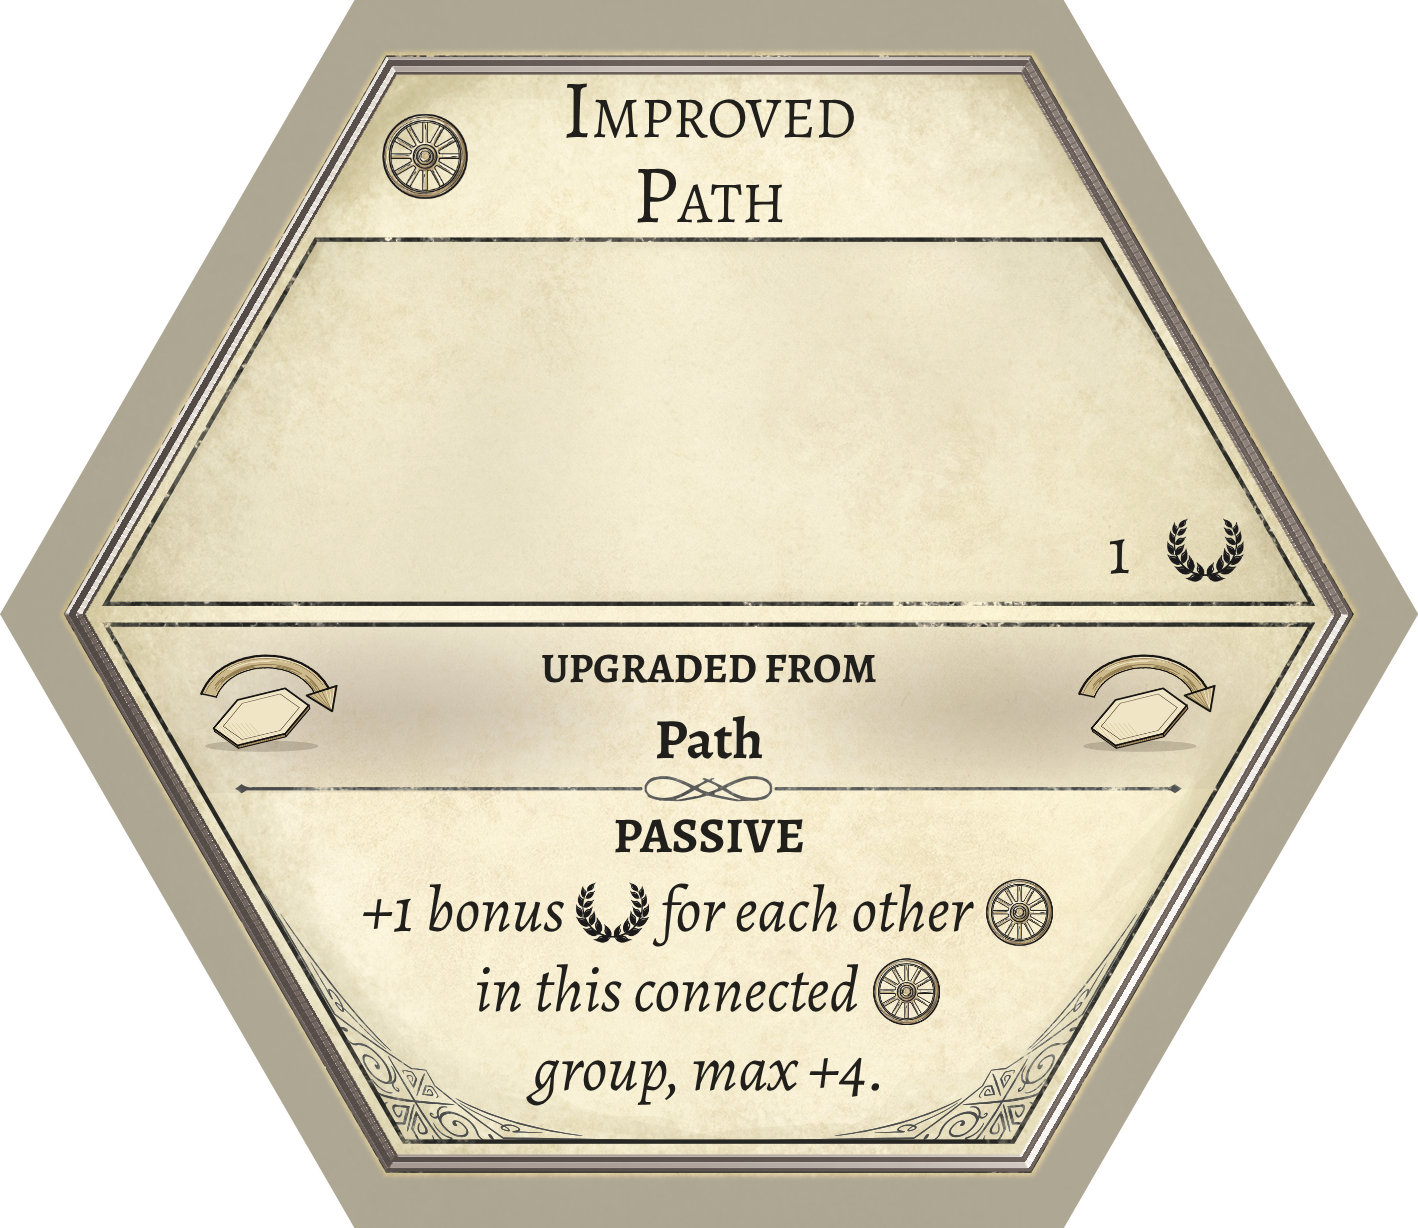 Improved
Path
1
UPGRADED FROM
Path
PASSIVE
+1 bonus for each other
in this connected
group, max +4.